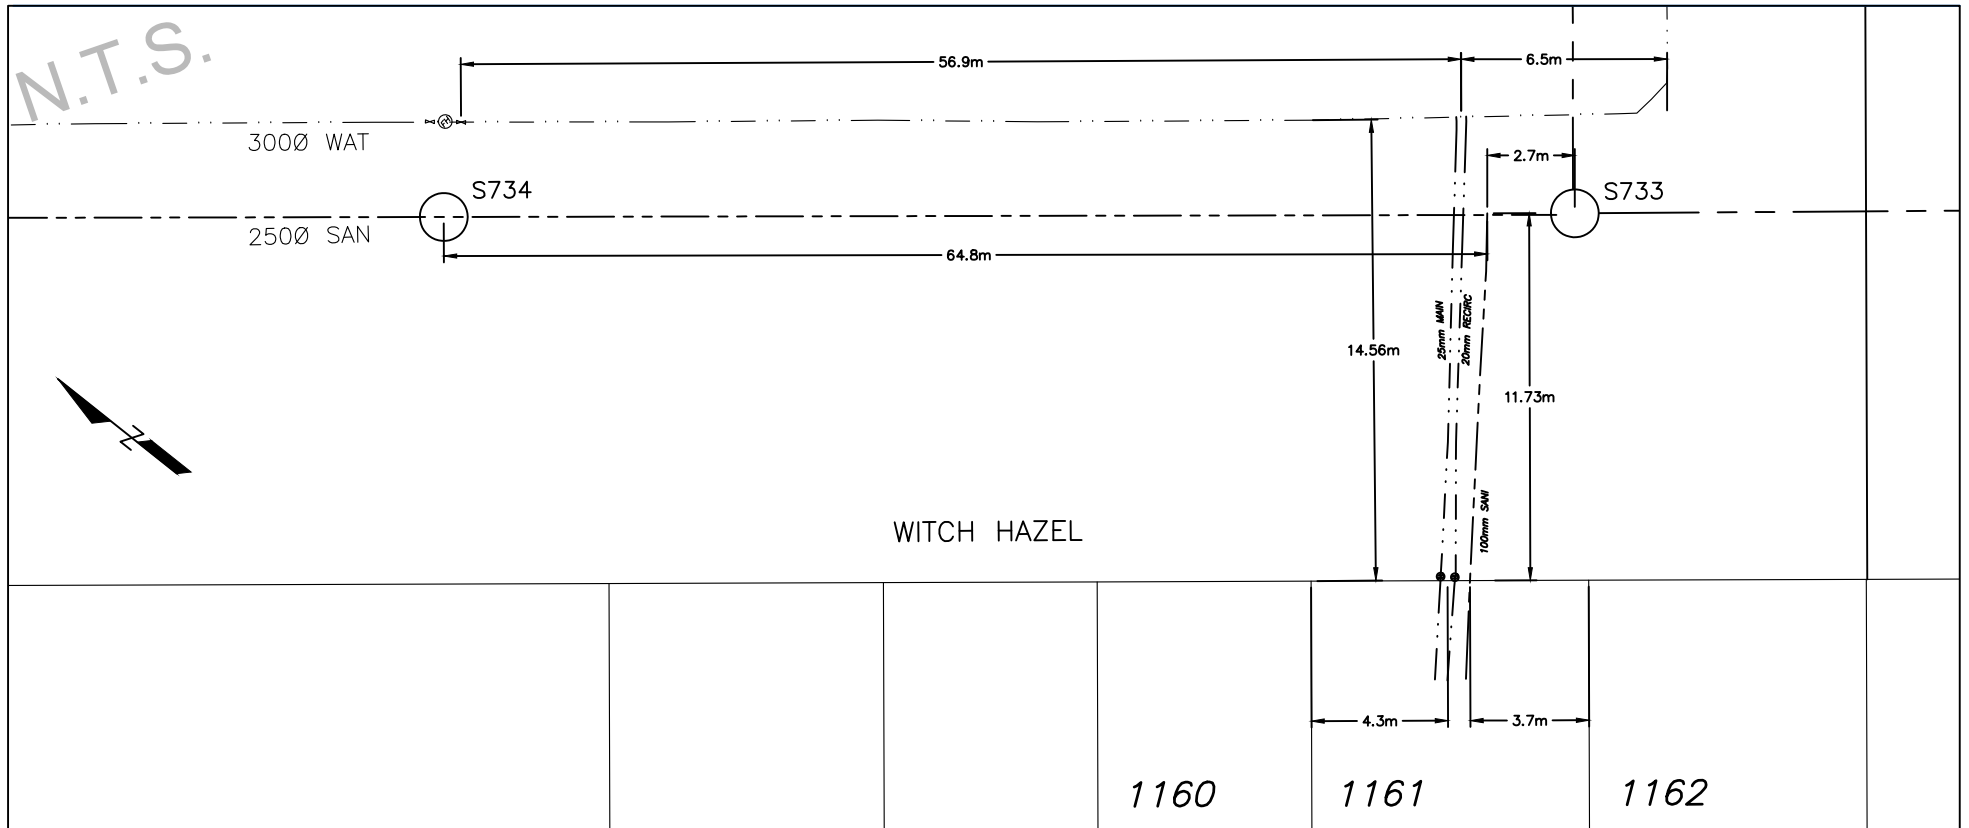 N.T.S.
56.9m
6.5m
300Ø WAT
2.7m
S734
S733
250Ø SAN
64.8m
25mm MAIN
20mm RECIRC
14.56m
11.73m
N
100mm SANI
WITCH HAZEL
4.3m
3.7m
1160
1161
1162